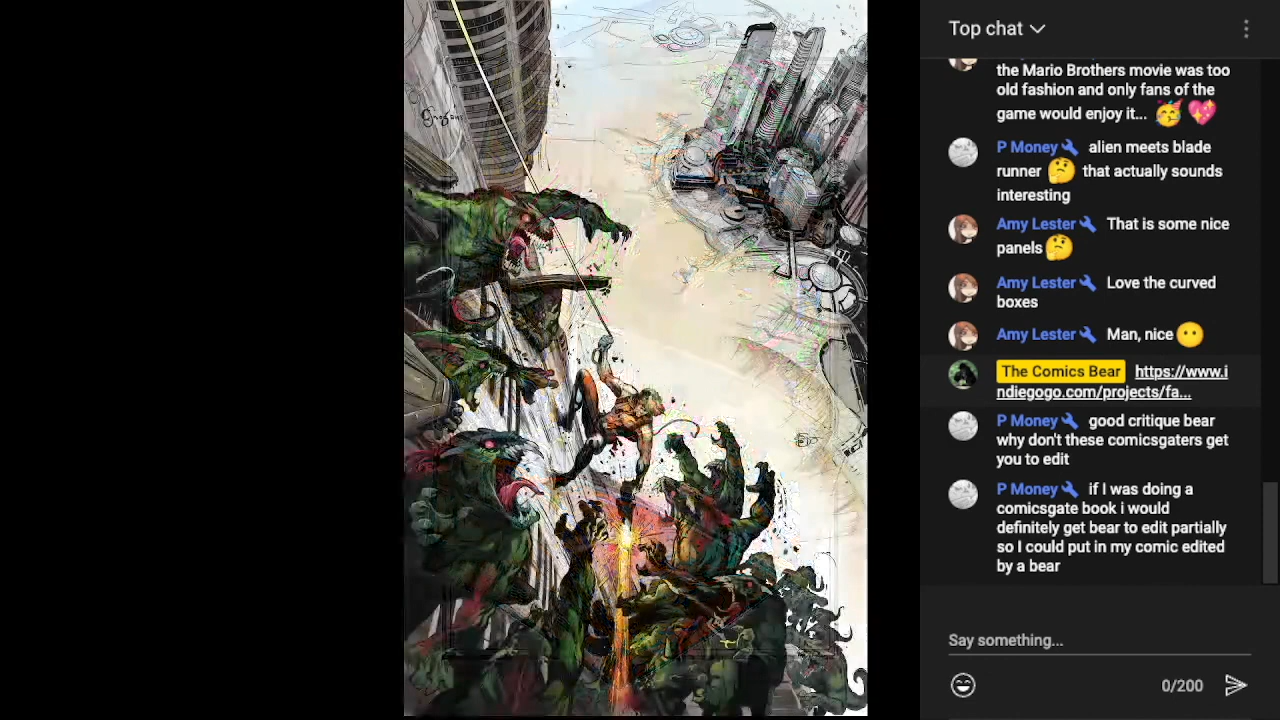 Top chat
the Mario Brothers movie was too
old fashion and only fans of the
game would enjoy it...
P Money alien meets blade
runner that actually sounds
interesting
Amy Lester That is some nice
panels
Amy Lester Love the curved
boxes
Amy Lester Man, nice
The Comics Bear https://www.i
ndiegogo.com/projects/fa...
P Money good critique bear
why don't these comicsgaters get
you to edit
P Money if I was doing a
comicsgate book i would
definitely get bear to edit partially
so I could put in my comic edited
by a bear
Say something...
0/200